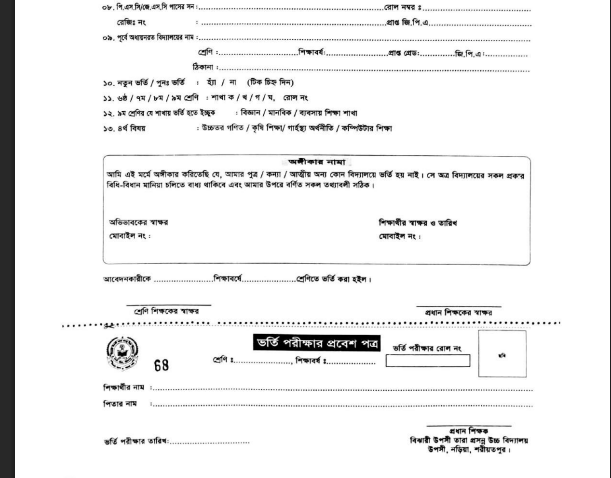 ০৮. পি.এস.সি/জে.এস.সি পাসের সন :.................................................. রোল নম্বর ঃ..................................
রেজিঃ নং : .................................................. প্রাপ্ত জি.পি.এ..................................
০৯. পূর্বে অধ্যয়নরত বিদ্যালয়ের নাম :..................................................
শ্রেণি :..............................শিক্ষাবর্ষ:..............................প্রাপ্ত গ্রেড:....................জি.পি.এ :....................
ঠিকানা :..................................................
১০. নতুন ভর্তি / পুনঃ ভর্তি : হ্যাঁ / না (টিক চিহ্ন দিন)
১১. ৬ষ্ঠ / ৭ম / ৮ম / ৯ম শ্রেণি : শাখা ক / খ / গ / ঘ, রোল নং
১২. ৯ম শ্রেণির যে শাখায় ভর্তি হতে ইচ্ছুক : বিজ্ঞান / মানবিক / ব্যবসায় শিক্ষা শাখা
১৩. ৪র্থ বিষয় : উচ্চতর গণিত / কৃষি শিক্ষা/ গার্হস্থ্য অর্থনীতি / কম্পিউটার শিক্ষা
অঙ্গীকার নামা
আমি এই মর্মে অঙ্গীকার করিতেছি যে, আমার পুত্র / কন্যা / আত্মীয় অন্য কোন বিদ্যালয়ে ভর্তি হয় নাই। সে অত্র বিদ্যালয়ের সকল প্রকার
বিধি-বিধান মানিয়া চলিতে বাধ্য থাকিবে এবং আমার উপরে বর্ণিত সকল তথ্যাবলী সঠিক।
অভিভাবকের স্বাক্ষর শিক্ষার্থীর স্বাক্ষর ও তারিখ
মোবাইল নং : মোবাইল নং :
আবেদনকারীকে ....................শিক্ষাবর্ষে....................শ্রেণিতে ভর্তি করা হইল।
শ্রেণি শিক্ষকের স্বাক্ষর প্রধান শিক্ষকের স্বাক্ষর
ভর্তি পরীক্ষার প্রবেশ পত্র
ভর্তি পরীক্ষার রোল নং
ছবি
68 শ্রেণি ঃ...................., শিক্ষাবর্ষ ঃ....................
শিক্ষার্থীর নাম :..................................................
পিতার নাম :..................................................
প্রধান শিক্ষক
ভর্তি পরীক্ষার তারিখ:..............................
বিঝারী উপসী তারা প্রসন্ন উচ্চ বিদ্যালয়
উপসী, নড়িয়া, শরীয়তপুর।